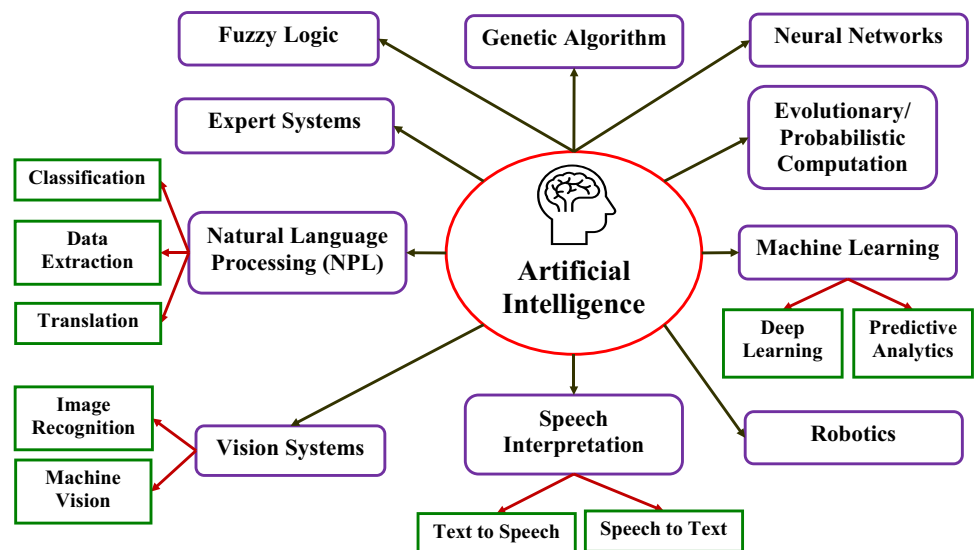 Fuzzy Logic
Genetic Algorithm
Neural Networks
Expert Systems
Evolutionary/
Probabilistic
Computation
Classification
Data
Extraction
Translation
Natural Language
Processing (NPL)
Artificial
Intelligence
Machine Learning
Deep
Learning
Predictive
Analytics
Image
Recognition
Machine
Vision
Vision Systems
Speech
Interpretation
Robotics
Text to Speech
Speech to Text